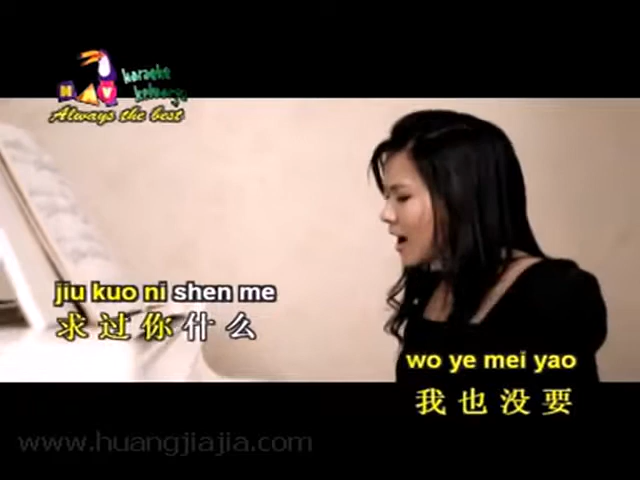 NAV
karaoke
keluarga
Always the best
jiu kuo ni shen me
求过你什么
wo ye mei yao
我也没要
www.huangjiajia.com